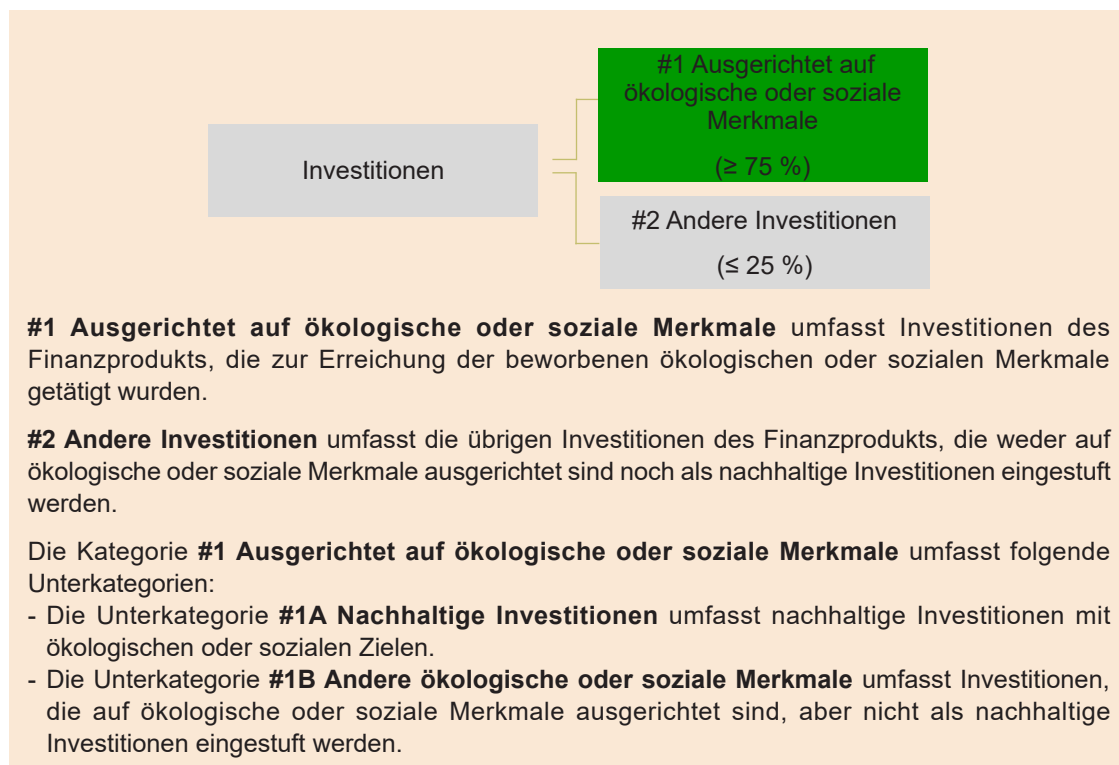 #1 Ausgerichtet auf
ökologische oder soziale
Merkmale
(≥ 75 %)
Investitionen
#2 Andere Investitionen
(≤ 25 %)
#1 Ausgerichtet auf ökologische oder soziale Merkmale umfasst Investitionen des
Finanzprodukts, die zur Erreichung der beworbenen ökologischen oder sozialen Merkmale
getätigt wurden.
#2 Andere Investitionen umfasst die übrigen Investitionen des Finanzprodukts, die weder auf
ökologische oder soziale Merkmale ausgerichtet sind noch als nachhaltige Investitionen eingestuft
werden.
Die Kategorie #1 Ausgerichtet auf ökologische oder soziale Merkmale umfasst folgende
Unterkategorien:
- Die Unterkategorie #1A Nachhaltige Investitionen umfasst nachhaltige Investitionen mit
ökologischen oder sozialen Zielen.
- Die Unterkategorie #1B Andere ökologische oder soziale Merkmale umfasst Investitionen,
die auf ökologische oder soziale Merkmale ausgerichtet sind, aber nicht als nachhaltige
Investitionen eingestuft werden.